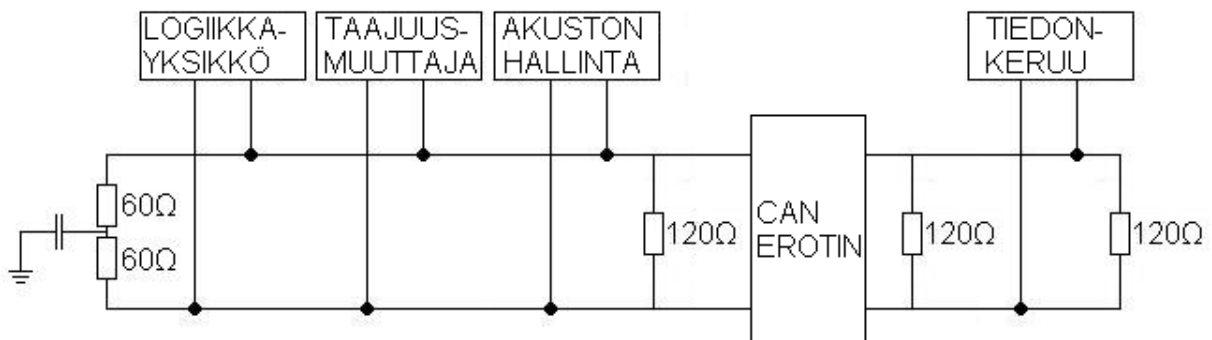 LOGIIKKA-
YKSIKKÖ
TAAJUUS-
MUUTTAJA
AKUSTON
HALLINTA
TIEDON-
KERUU
60Ω
60Ω
120Ω
CAN
EROTIN
120Ω
120Ω